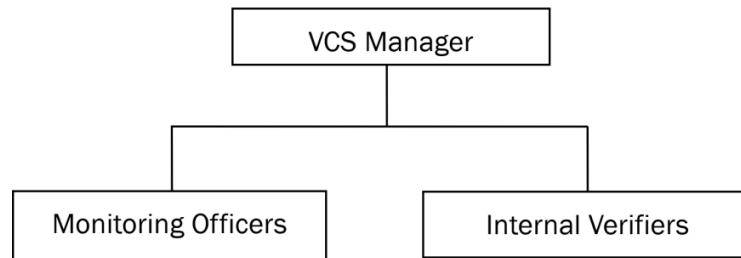 VCS Manager
Monitoring Officers
Internal Verifiers